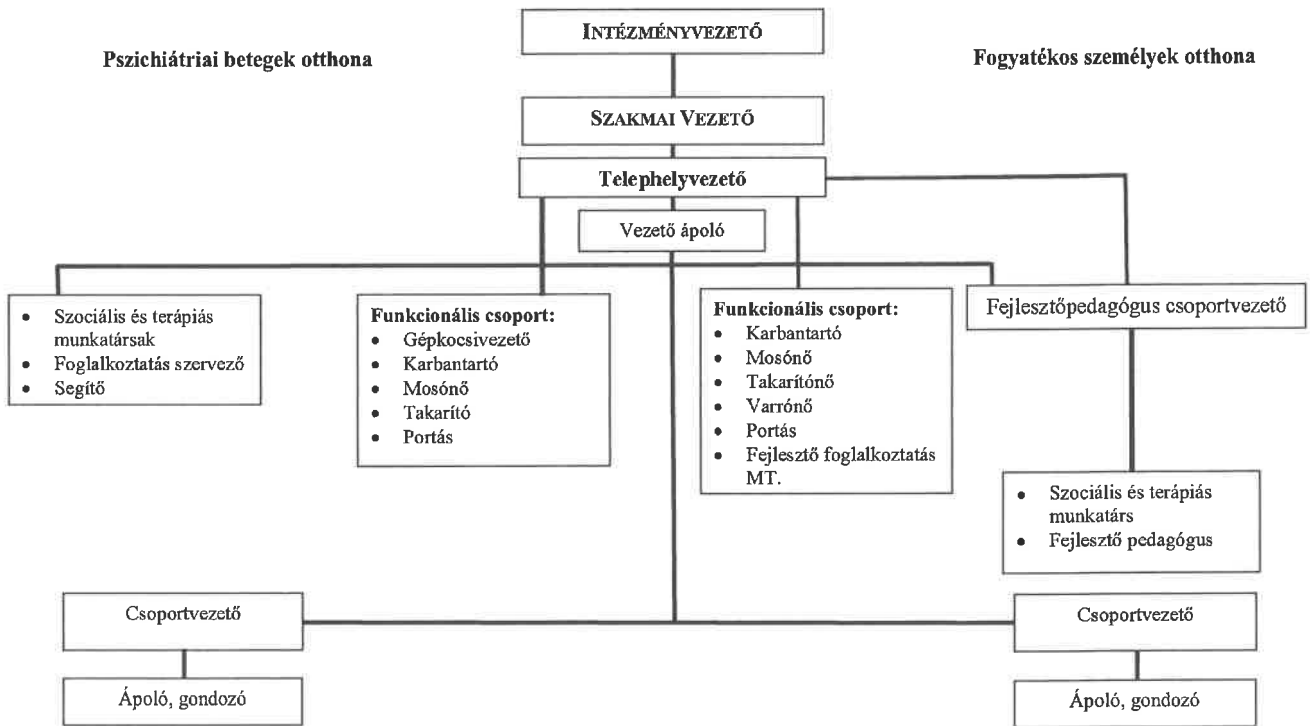 INTÉZMÉNYVEZETŐ
Pszichiátriai betegek otthona
Fogyatékos személyek otthona
SZAKMAI VEZETŐ
Telephelyvezető
Vezető ápoló
• Szociális és terápiás
munkatársak
• Foglalkoztatás szervező
• Segítő
Funkcionális csoport:
• Gépkocsivezető
• Karbantartó
• Mosónő
• Takarító
• Portás
Funkcionális csoport:
• Karbantartó
• Mosónő
• Takarítónő
• Varrónő
• Portás
• Fejlesztő foglalkoztatás
MT.
Fejlesztőpedagógus csoportvezető
• Szociális és terápiás
munkatárs
• Fejlesztő pedagógus
Csoportvezető
Ápoló, gondozó
Csoportvezető
Ápoló, gondozó